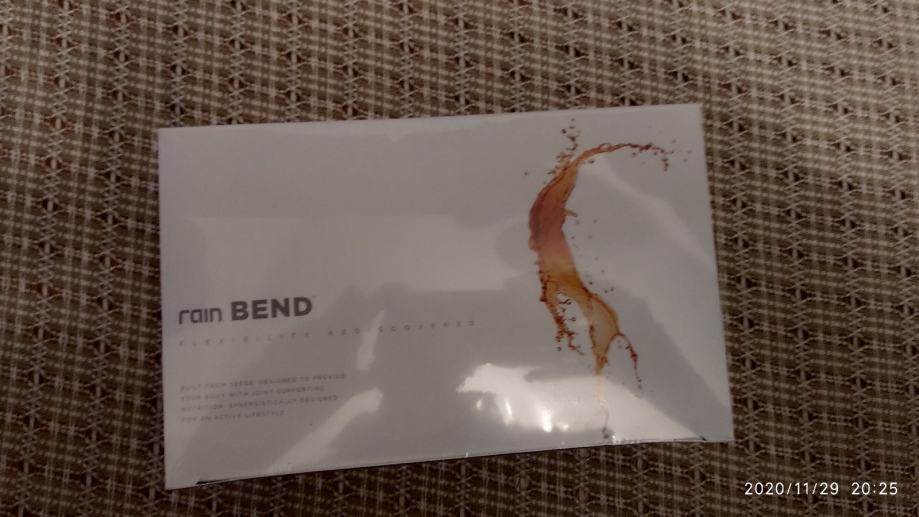 rain BEND™
FLEXIBILITY REDISCOVERED
BUILT FROM SEEDS. DESIGNED TO PROVIDE
YOUR BODY WITH JOINT-SUPPORTING
NUTRITION. SYNERGISTICALLY DESIGNED
FOR AN ACTIVE LIFESTYLE
2020/11/29 20:25